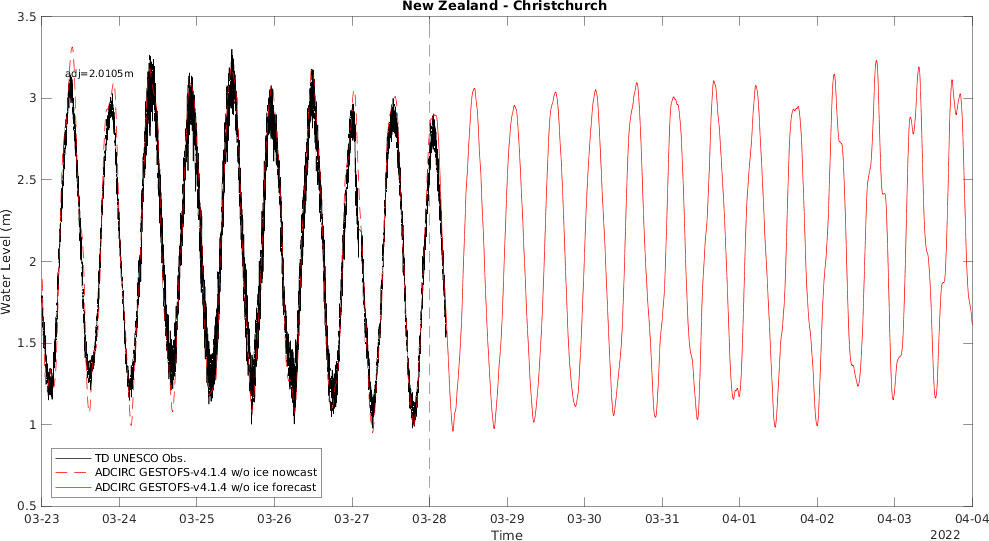 New Zealand - Christchurch
3.5
3
2.5
2
1.5
1
0.5
Water Level (m)
adj=2.0105m
TD UNESCO Obs.
ADCIRC GESTOFS-v4.1.4 w/o ice nowcast
ADCIRC GESTOFS-v4.1.4 w/o ice forecast
03-23 03-24 03-25 03-26 03-27 03-28 03-29 03-30 03-31 04-01 04-02 04-03 04-04
Time
2022